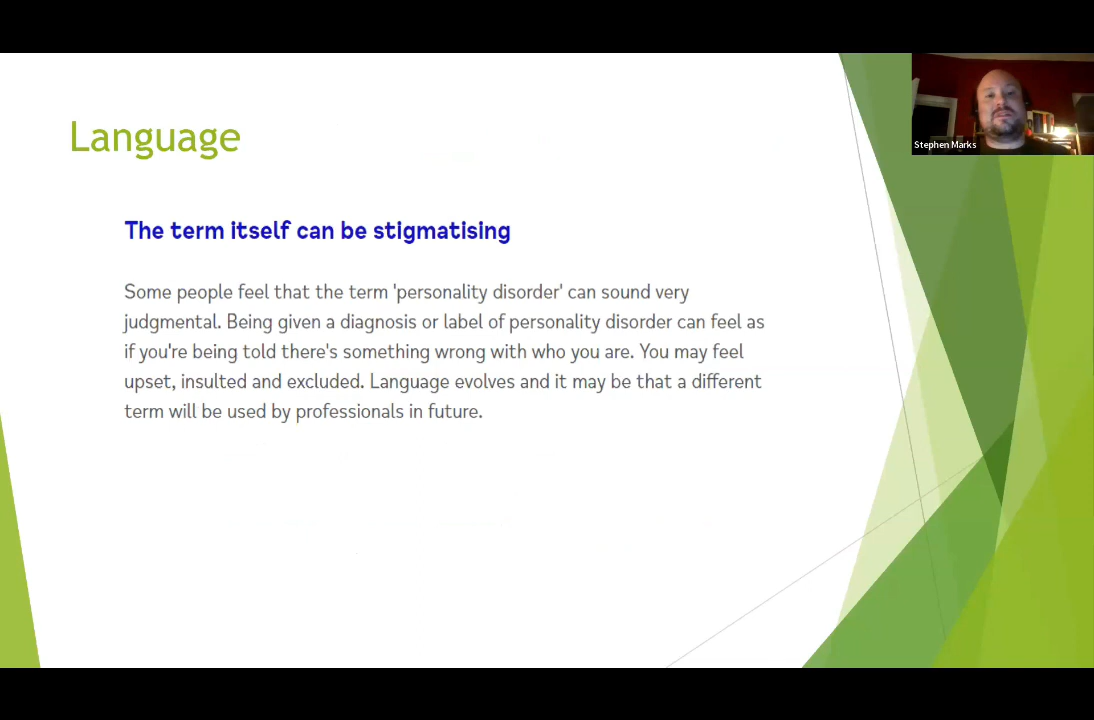 Language
Stephen Marks
The term itself can be stigmatising
Some people feel that the term 'personality disorder' can sound very
judgmental. Being given a diagnosis or label of personality disorder can feel as
if you're being told there's something wrong with who you are. You may feel
upset, insulted and excluded. Language evolves and it may be that a different
term will be used by professionals in future.